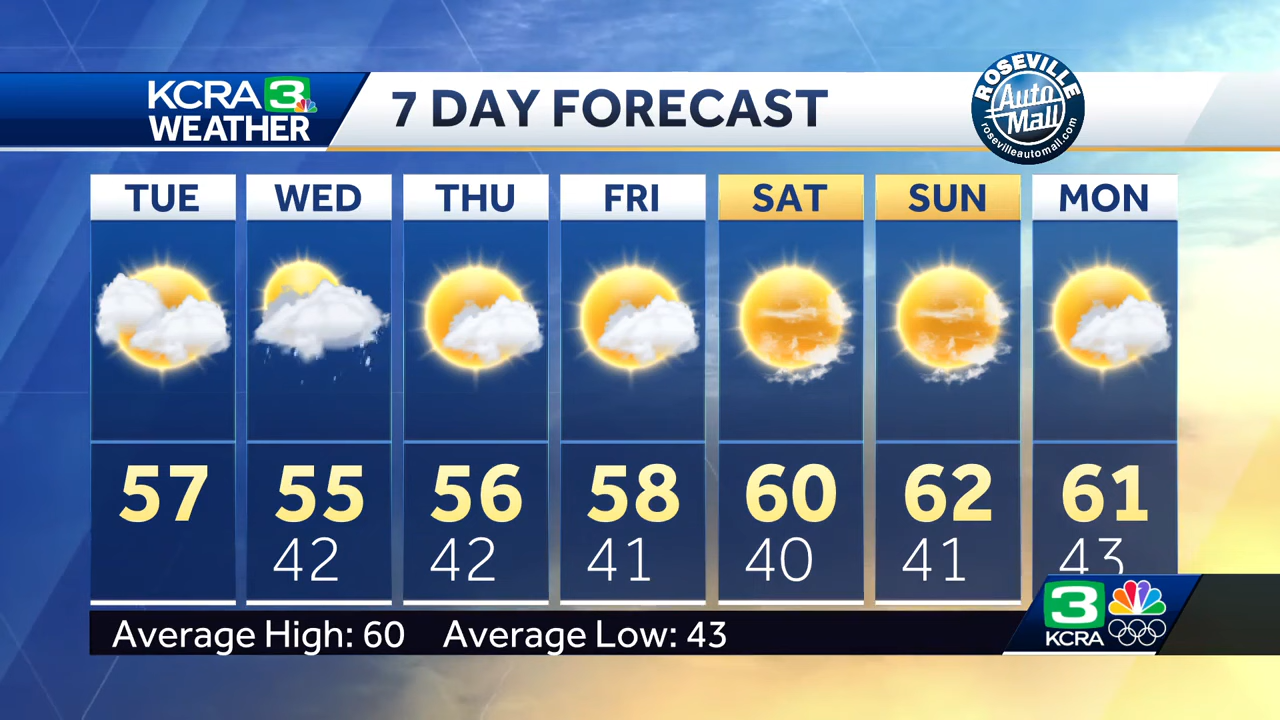 KCRA 3
WEATHER
7 DAY FORECAST
ROSEVILLE
Auto
Mall
rosevilleautomall.com
TUE WED THU FRI SAT SUN MON
57 55 56 58 60 62 61
42 42 41 40 41 43
Average High: 60 Average Low: 43
3
KCRA